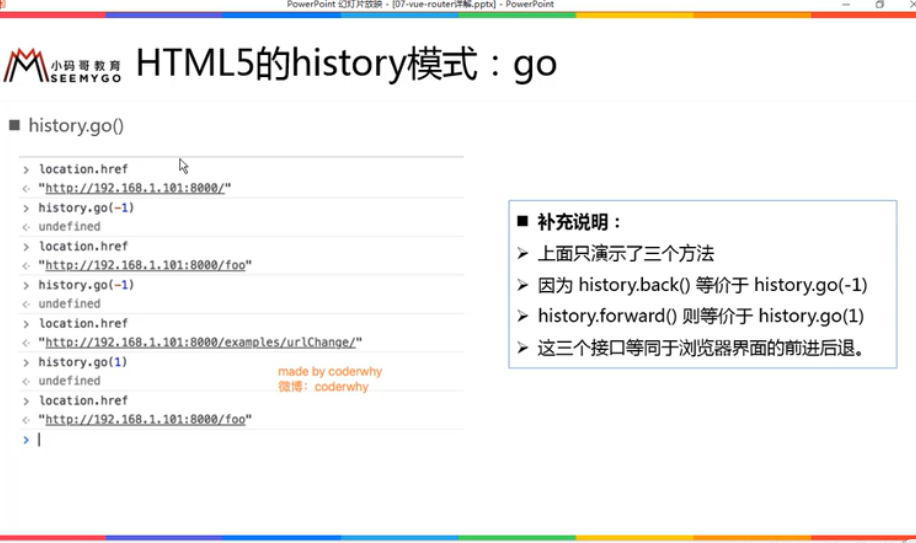 PowerPoint 幻灯片放映 - [07-vue-router详解.pptx] - PowerPoint
小码哥教育
SEEMYGO
HTML5的history模式：go
history.go()
> location.href
< "http://192.168.1.101:8000/"
> history.go(-1)
< undefined
> location.href
< "http://192.168.1.101:8000/foo"
> history.go(-1)
< undefined
> location.href
< "http://192.168.1.101:8000/examples/urlChange/"
> history.go(1)
< undefined
> location.href
< "http://192.168.1.101:8000/foo"
>
made by coderwhy
微博：coderwhy
补充说明：
上面只演示了三个方法
因为 history.back() 等价于 history.go(-1)
history.forward() 则等价于 history.go(1)
这三个接口等同于浏览器界面的前进后退。